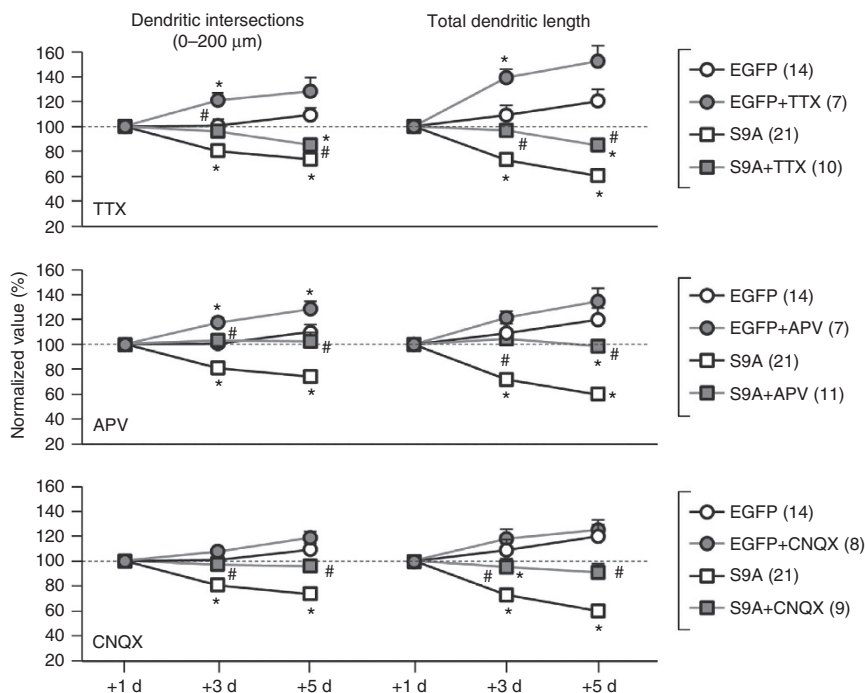 Dendritic intersections
(0–200 μm)
Total dendritic length
Normalized value (%)
160
140
120
100
80
60
40
20
*
#
*
#
*
*
*
#
#
*
*
*
TTX
EGFP (14)
EGFP+TTX (7)
S9A (21)
S9A+TTX (10)
160
140
120
100
80
60
40
20
*
*
#
#
*
*
#
#
*
*
*
APV
EGFP (14)
EGFP+APV (7)
S9A (21)
S9A+APV (11)
160
140
120
100
80
60
40
20
#
#
*
*
#
*
#
*
*
CNQX
EGFP (14)
EGFP+CNQX (8)
S9A (21)
S9A+CNQX (9)
+1 d
+3 d
+5 d
+1 d
+3 d
+5 d